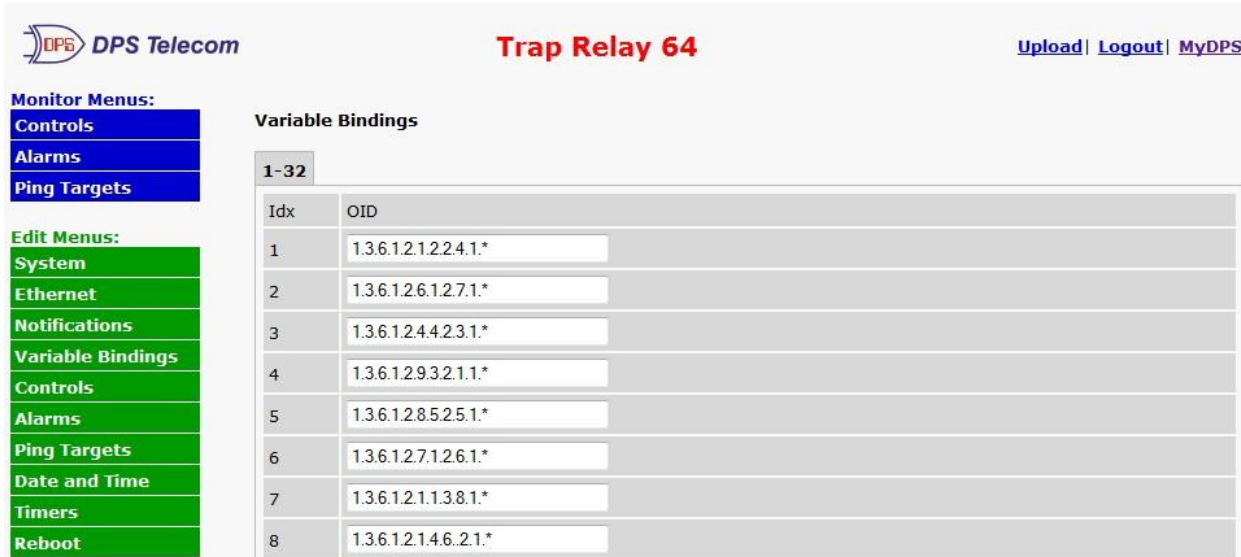 DPS DPS Telecom
Trap Relay 64
Upload| Logout| MyDPS
Monitor Menus:
Controls
Alarms
Ping Targets
Edit Menus:
System
Ethernet
Notifications
Variable Bindings
Controls
Alarms
Ping Targets
Date and Time
Timers
Reboot
Variable Bindings
1-32
Idx OID
1 1.3.6.1.2.1.2.2.4.1.*
2 1.3.6.1.2.6.1.2.7.1.*
3 1.3.6.1.2.4.4.2.3.1.*
4 1.3.6.1.2.9.3.2.1.1.*
5 1.3.6.1.2.8.5.2.5.1.*
6 1.3.6.1.2.7.1.2.6.1.*
7 1.3.6.1.2.1.1.3.8.1.*
8 1.3.6.1.2.1.4.6..2.1.*